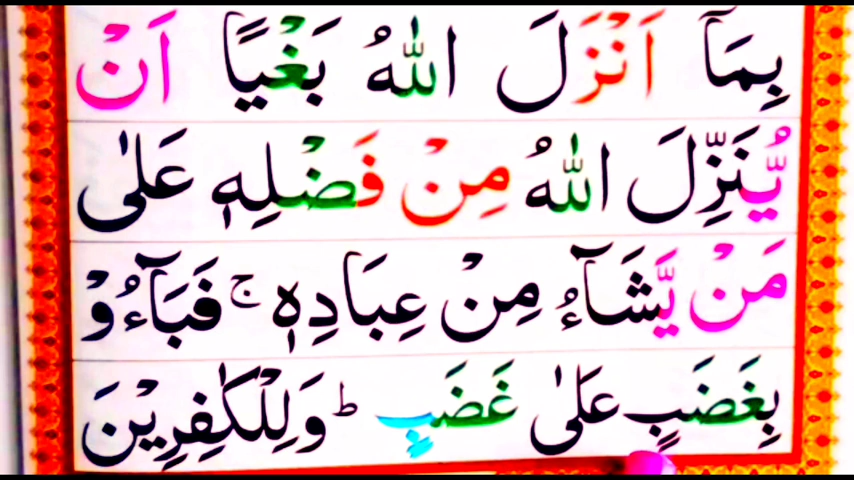 بِمَاۤ اَنْزَلَ اللّٰهُ بَغْيًا اَنْ
يُّنَزِّلَ اللّٰهُ مِنْ فَضْلِهٖ عَلٰى
مَنْ يَّشَآءُ مِنْ عِبَادِهٖ ۚ فَبَآءُوْ
بِغَضَبٍ عَلٰى غَضَبٍ ؕ وَلِلْكٰفِرِيْنَ